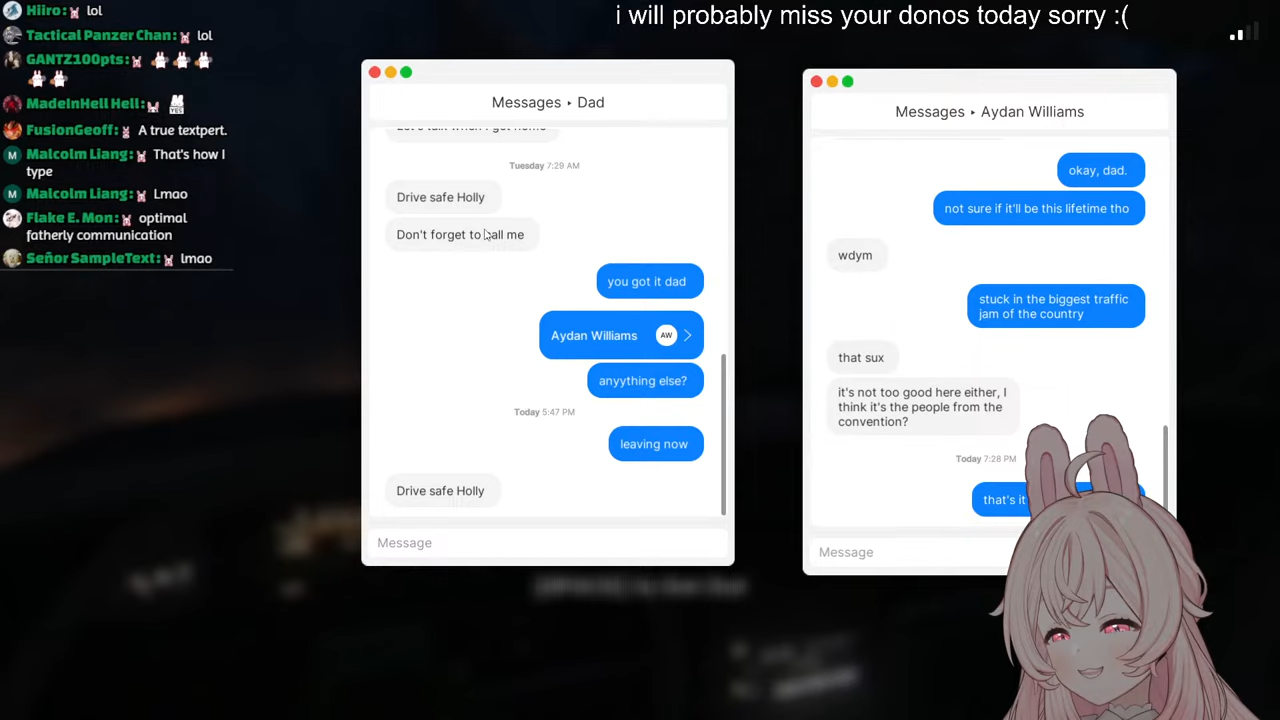 i will probably miss your donos today sorry :(
Hiiro: lol
Tactical Panzer Chan: lol
GANTZ100pts:
MadeInHell Hell: YES
FusionGeoff: A true textpert.
M Malcolm Liang: That's how I
type
M Malcolm Liang: Lmao
Flake E. Mon: optimal
fatherly communication
Señor SampleText: lmao
Messages ‣ Dad
Let's talk when I get home
Tuesday 7:29 AM
Drive safe Holly
Don't forget to call me
you got it dad
Aydan Williams AW
anyything else?
Today 5:47 PM
leaving now
Drive safe Holly
Message
Messages ‣ Aydan Williams
okay, dad.
not sure if it'll be this lifetime tho
wdym
stuck in the biggest traffic
jam of the country
that sux
it's not too good here either, I
think it's the people from the
convention?
Today 7:28 PM
that's it
Message